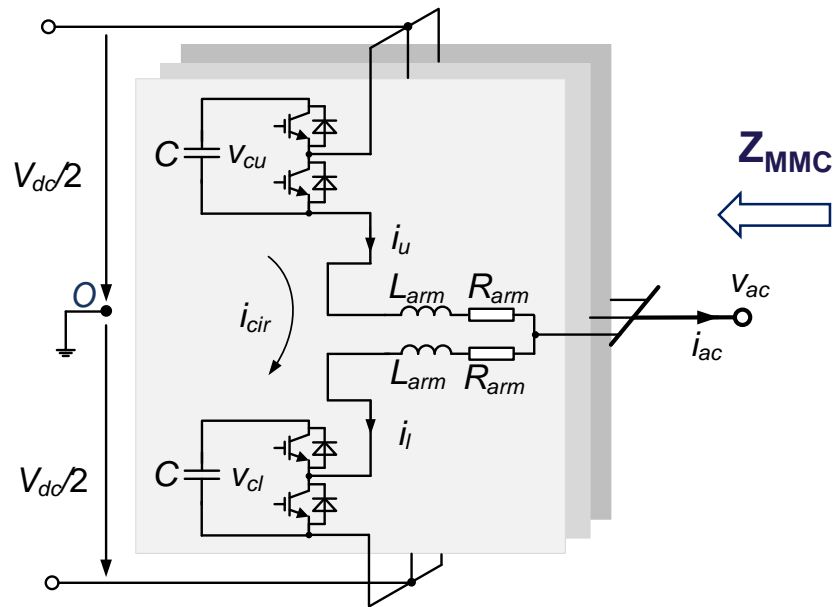 V_dc/2
C
v_cu
i_u
Z_MMC
O
i_cir
L_arm
R_arm
v_ac
i_ac
L_arm
R_arm
i_l
V_dc/2
C
v_cl